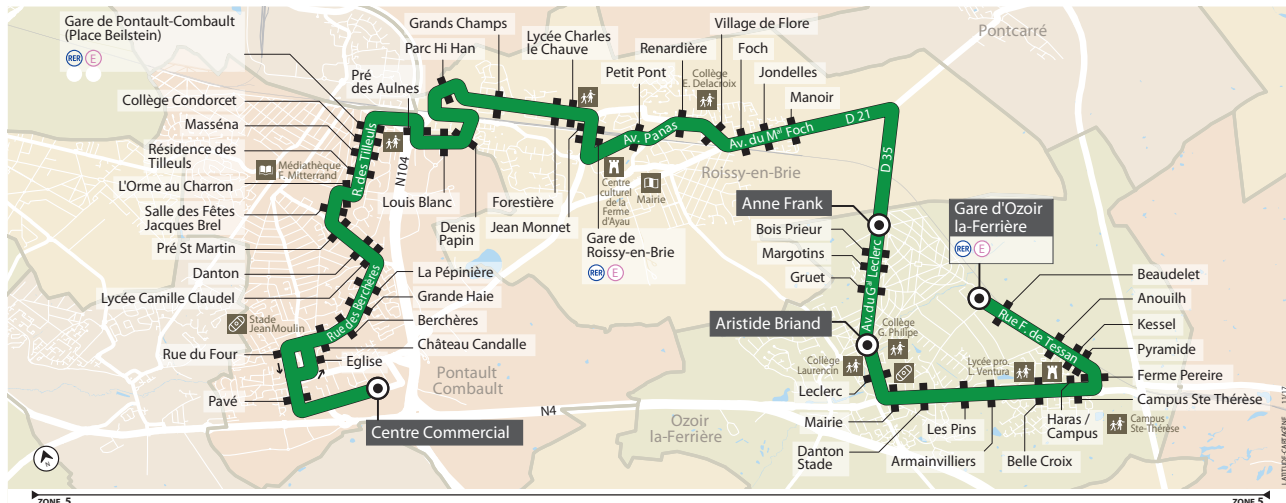 Gare de Pontault-Combault
(Place Beilstein)
RER E
Collège Condorcet
Masséna
Résidence des
Tilleuls
Médiathèque
F. Mitterrand
L'Orme au Charron
Salle des Fêtes
Jacques Brel
Pré St Martin
Danton
Lycée Camille Claudel
Stade
JeanMoulin
Rue du Four
Pavé
R. des Tilleuls
Rue des Berchères
La Pépinière
Grande Haie
Berchères
Château Candalle
Eglise
Centre Commercial
Pontault
Combault
N4
N104
Pré
des Aulnes
Parc Hi Han
Grands Champs
Louis Blanc
Denis
Papin
Lycée Charles
le Chauve
Forestière
Jean Monnet
Gare de
Roissy-en-Brie
RER E
Centre
culturel
de la
Ferme
d'Ayau
Mairie
Petit Pont
Av. Panas
Renardière
Collège
E. Delacroix
Village de Flore
Foch
Jondelles
Manoir
Av. du Mal Foch
D 21
D 35
Roissy-en-Brie
Pontcarré
Anne Frank
Bois Prieur
Margotins
Gruet
Av. du Gal Leclerc
Aristide Briand
Collège
G. Philipe
Collège
Laurencin
Leclerc
Mairie
Danton
Stade
Les Pins
Armainvilliers
Belle Croix
Haras /
Campus
Campus
Ste-Thérèse
Campus Ste Thérèse
Ferme Pereire
Pyramide
Kessel
Anouilh
Beaudelet
Rue F. de Tessan
Lycée pro.
L. Ventura
Gare d'Ozoir
la-Ferrière
RER E
Ozoir
la-Ferrière
N
LATITUDE-CARTAGÈNE 11/17
ZONE 5
ZONE 5